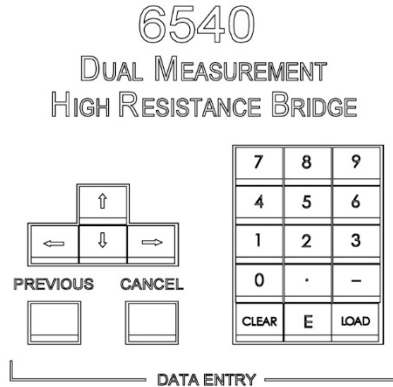 6540
DUAL MEASUREMENT
HIGH RESISTANCE BRIDGE
7 8 9
4 5 6
1 2 3
0 . –
CLEAR E LOAD
PREVIOUS CANCEL
DATA ENTRY